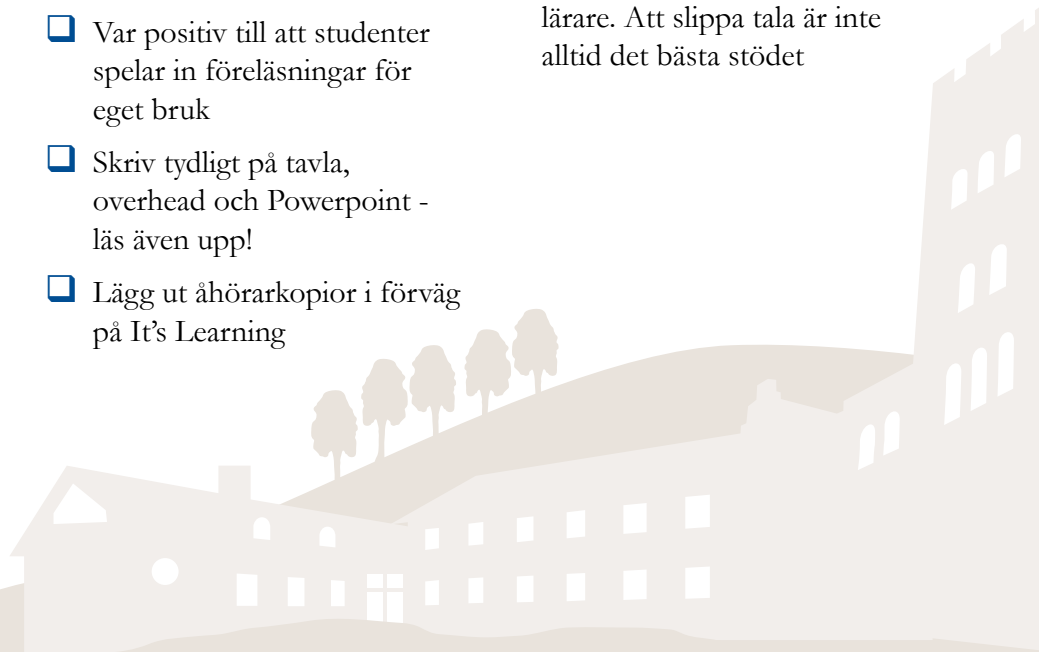 Var positiv till att studenter
spelar in föreläsningar för
eget bruk
Skriv tydligt på tavla,
overhead och Powerpoint -
läs även upp!
Lägg ut åhörarkopior i förväg
på It’s Learning
lärare. Att slippa tala är inte
alltid det bästa stödet